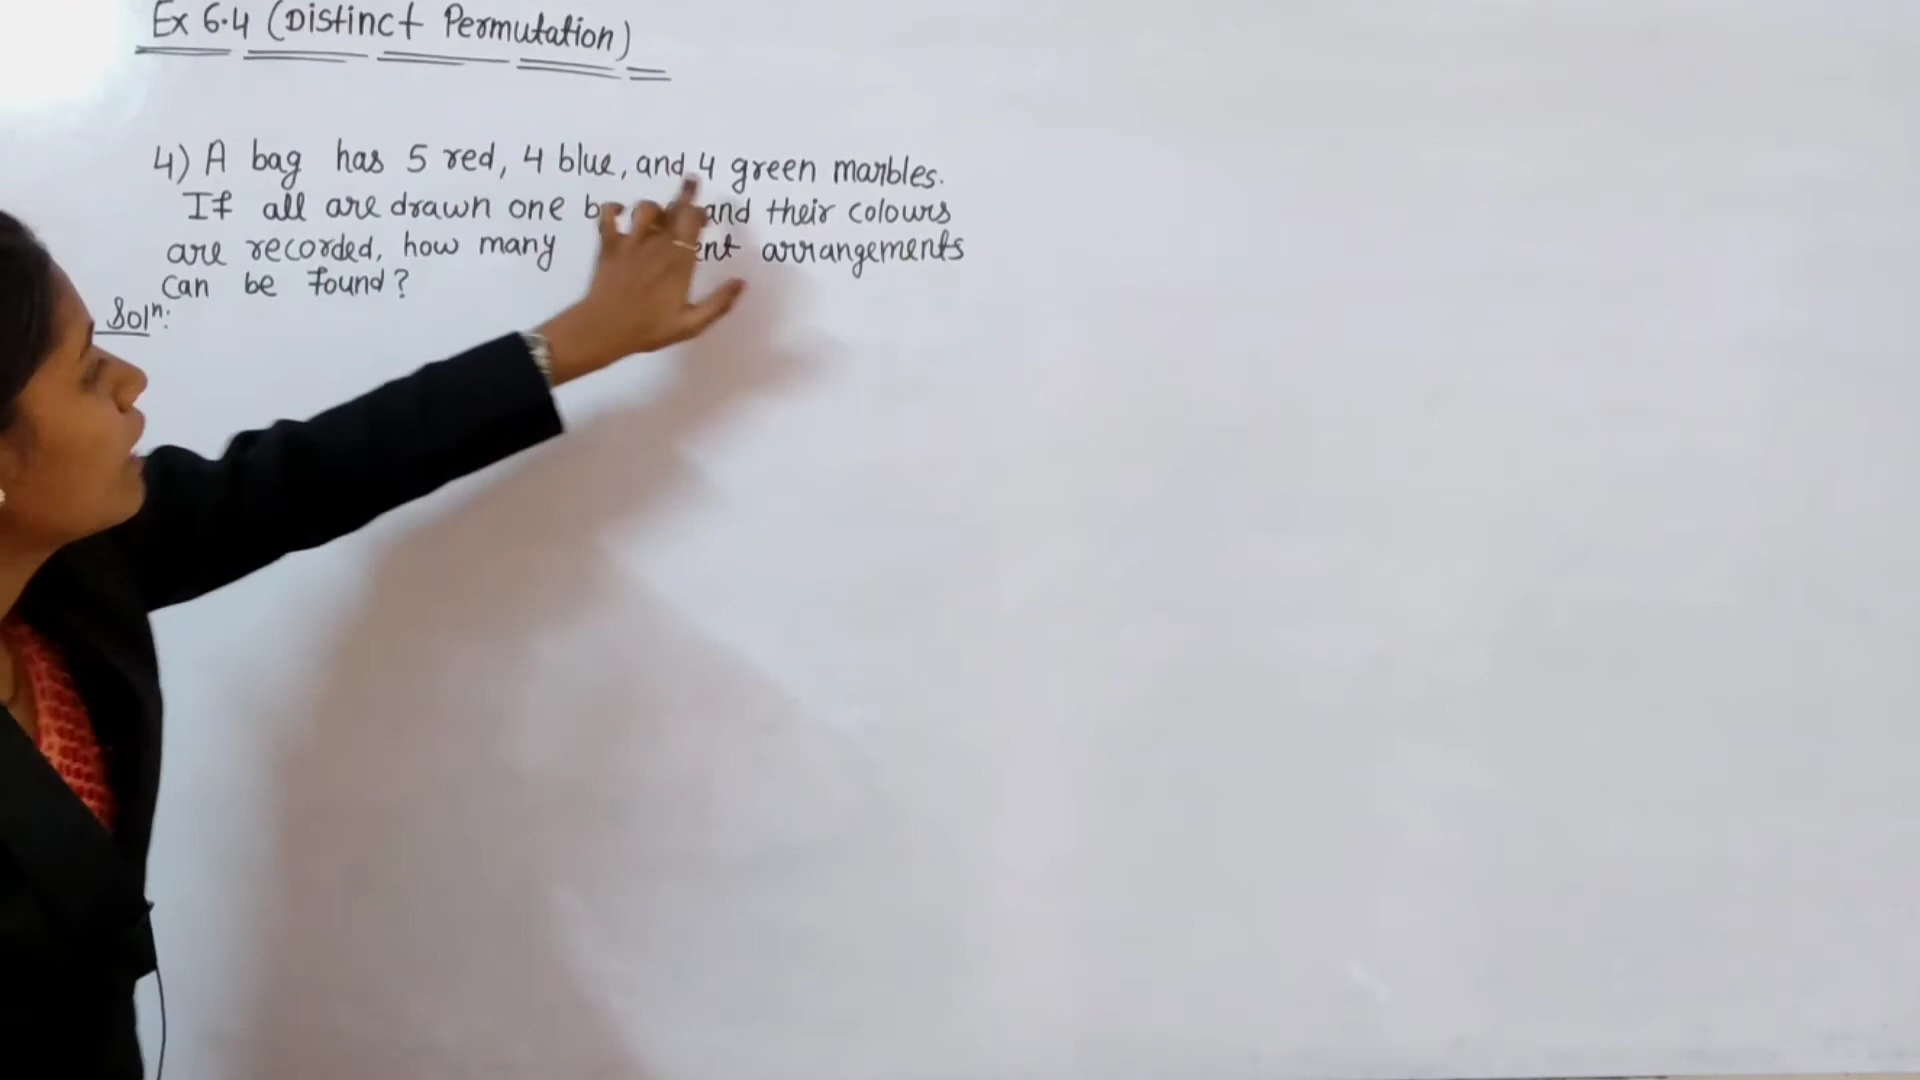 Ex 6.4 (Distinct Permutation)
4) A bag has 5 red, 4 blue, and 4 green marbles.
If all are drawn one and their colours
are recorded, how many arrangements
can be found?
Solⁿ: